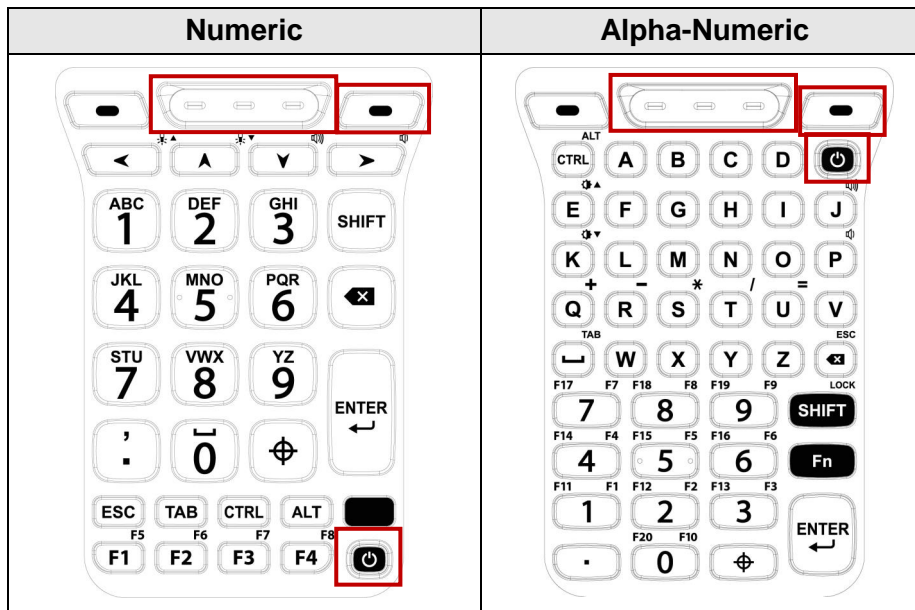 Numeric
Alpha-Numeric
ABC DEF GHI
1 2 3 SHIFT
JKL MNO PQR
4 5 6
STU VWX YZ
7 8 9
ENTER
, .
0
ESC TAB CTRL ALT
F5 F6 F7 F8
F1 F2 F3 F4
ALT
CTRL A B C D
E F G H I J
K L M N O P
+ - * / =
Q R S T U V
TAB ESC
W X Y Z
F17 F7 F18 F8 F19 F9 LOCK
7 8 9 SHIFT
F14 F4 F15 F5 F16 F6
4 5 6 Fn
F11 F1 F12 F2 F13 F3
1 2 3
ENTER
F20 F10
. 0